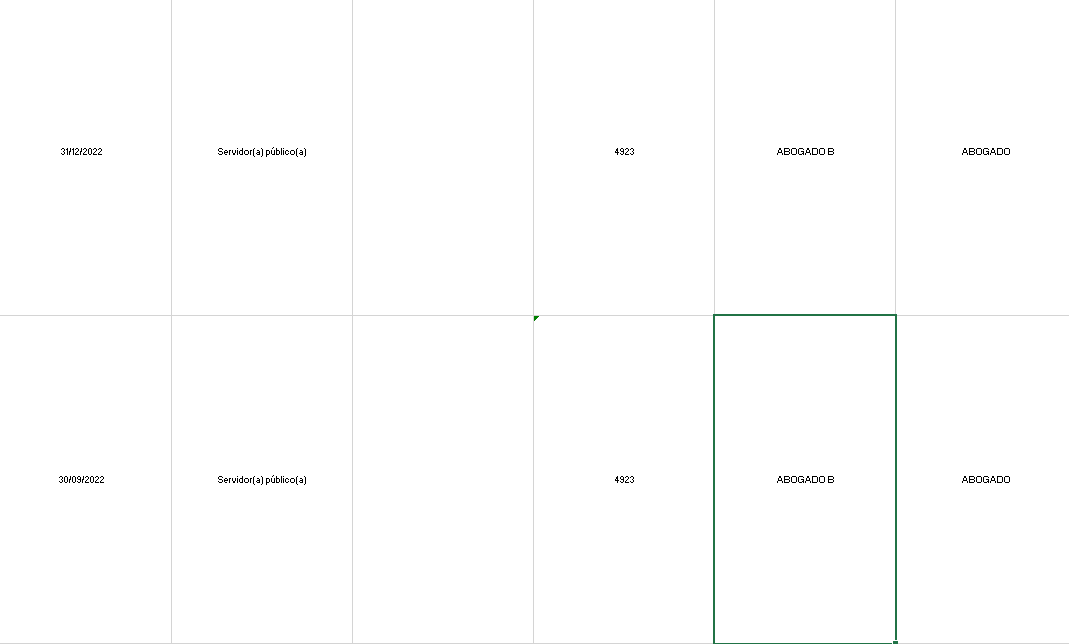 31/12/2022 Servidor(a) público(a) 4923 ABOGADO B ABOGADO
30/09/2022 Servidor(a) público(a) 4923 ABOGADO B ABOGADO